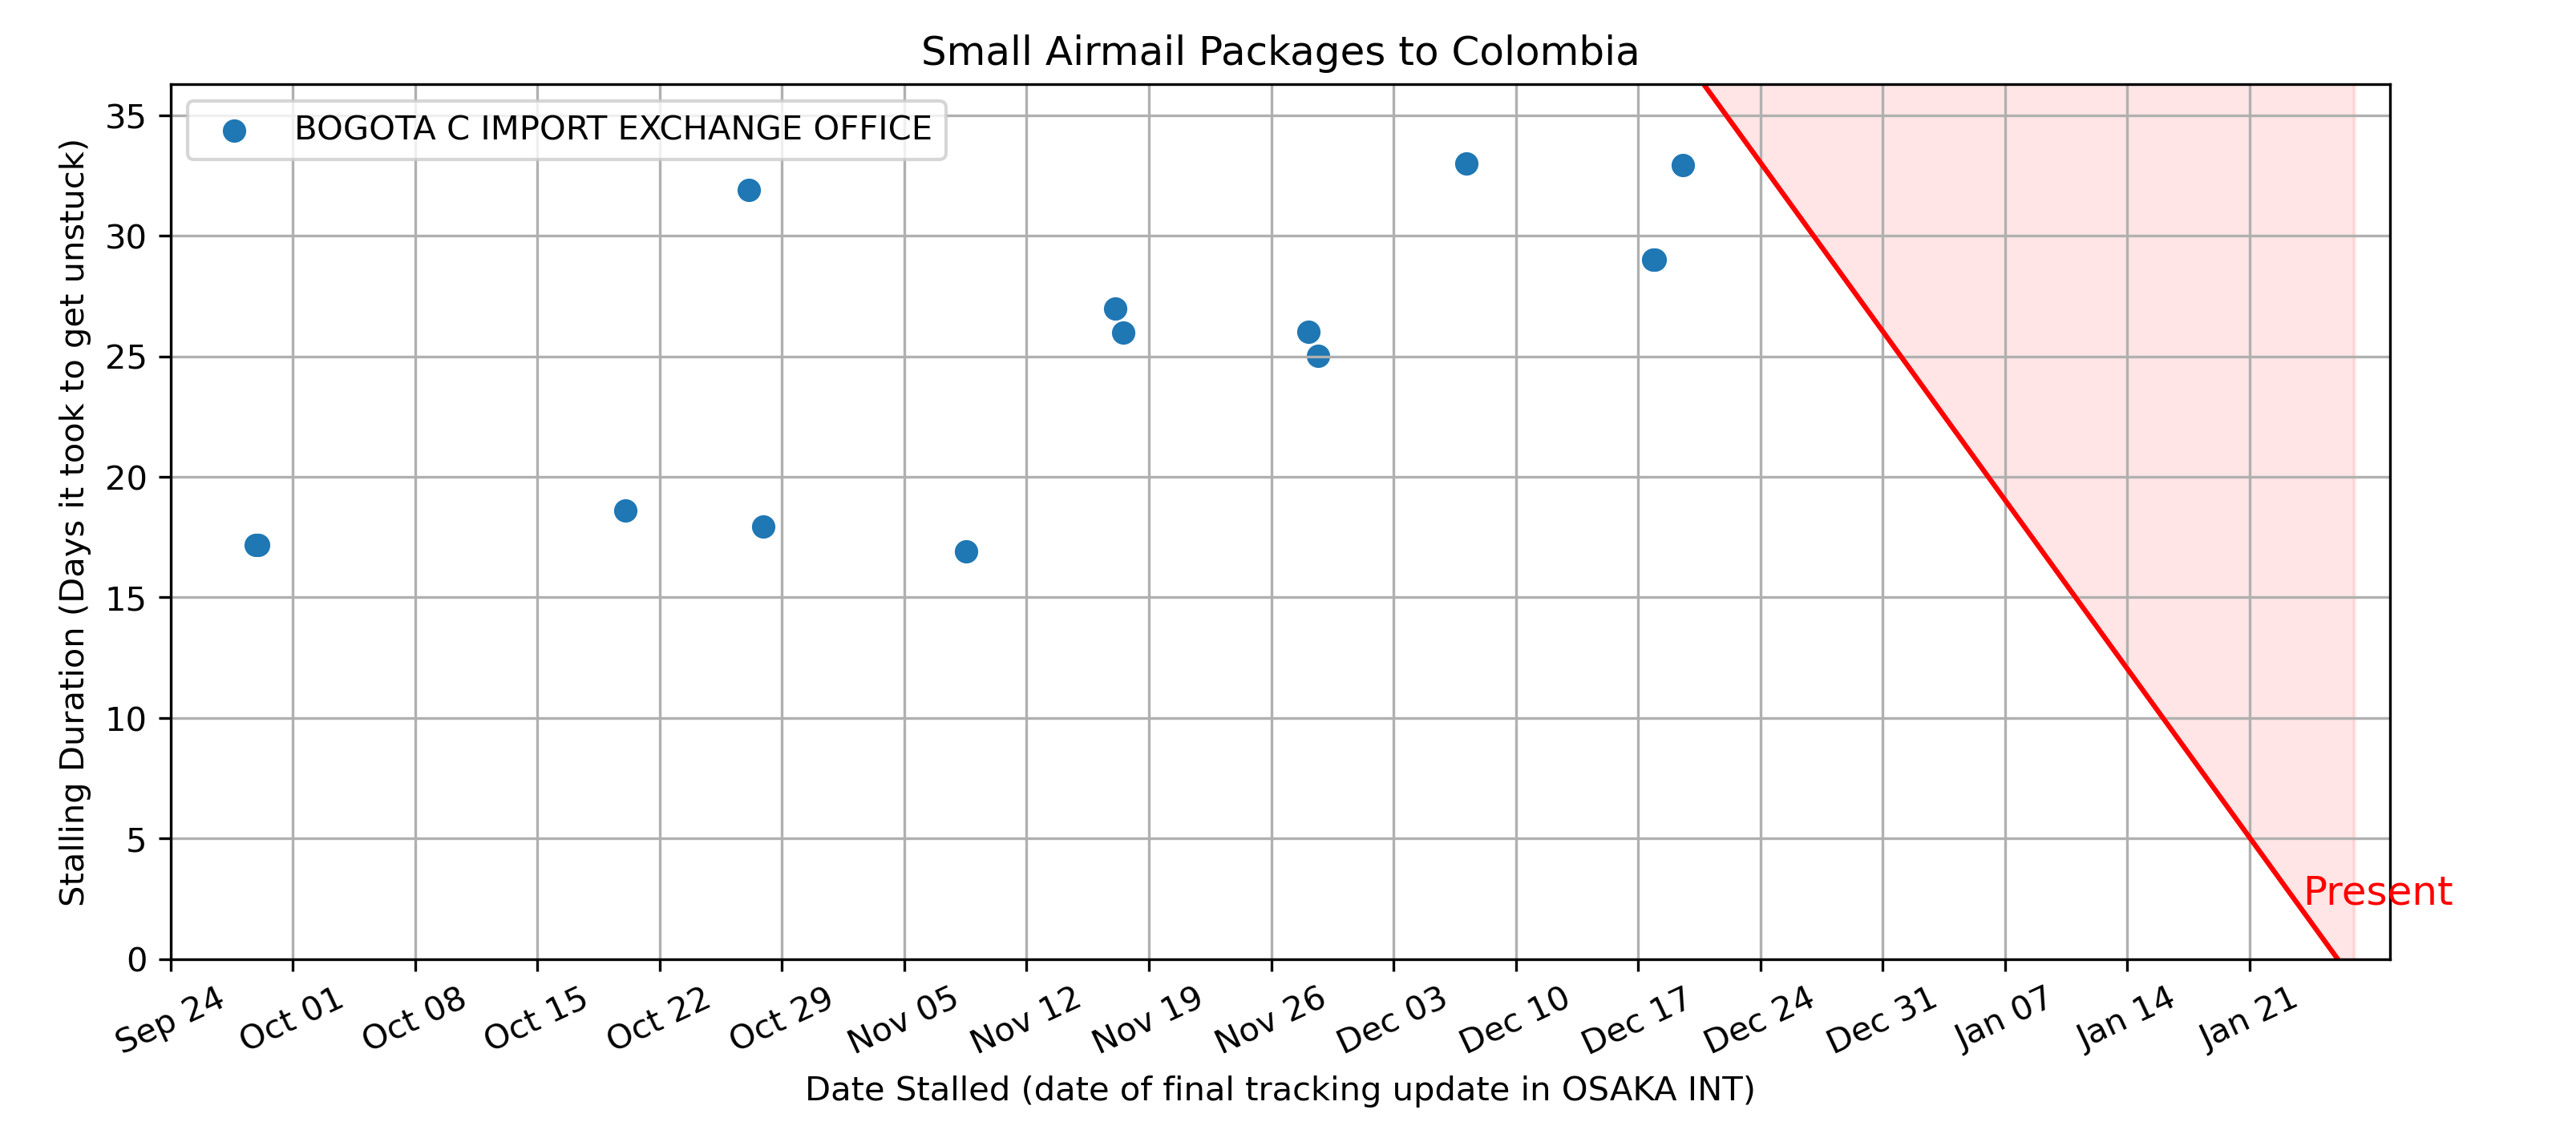 Small Airmail Packages to Colombia
BOGOTA C IMPORT EXCHANGE OFFICE
Stalling Duration (Days it took to get unstuck)
35
30
25
20
15
10
5
0
Present
Sep 24
Oct 01
Oct 08
Oct 15
Oct 22
Oct 29
Nov 05
Nov 12
Nov 19
Nov 26
Dec 03
Dec 10
Dec 17
Dec 24
Dec 31
Jan 07
Jan 14
Jan 21
Date Stalled (date of final tracking update in OSAKA INT)